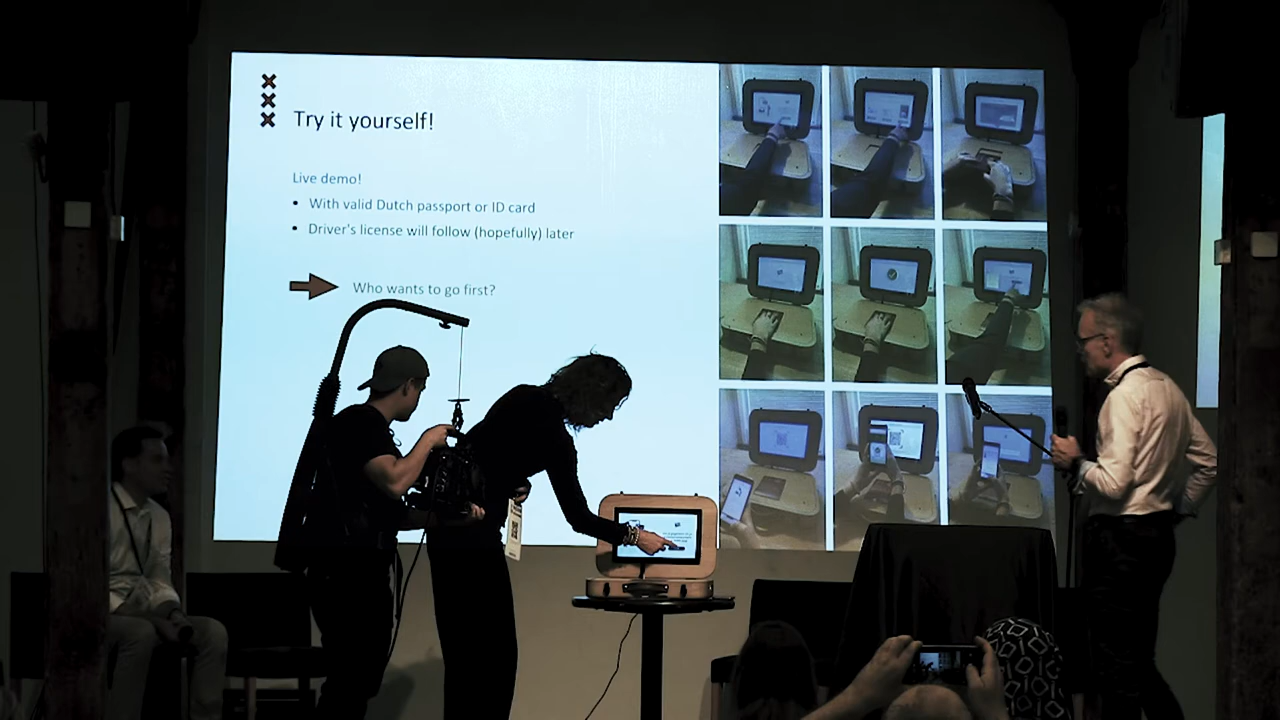 Try it yourself!
Live demo!
• With valid Dutch passport or ID card
• Driver's license will follow (hopefully) later
Who wants to go first?